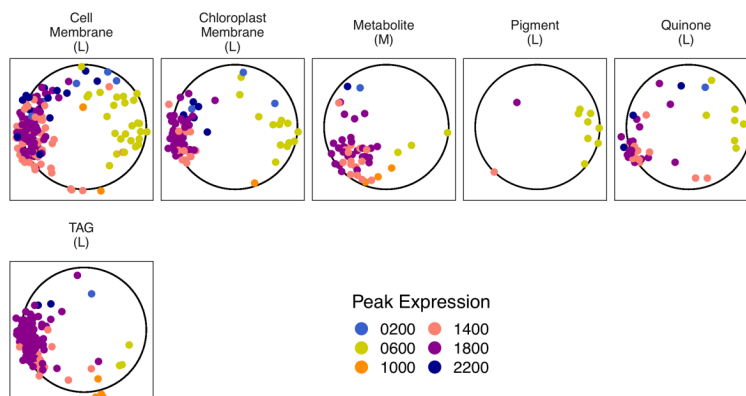 Cell
Membrane
(L)
Chloroplast
Membrane
(L)
Metabolite
(M)
Pigment
(L)
Quinone
(L)
TAG
(L)
Peak Expression
0200 1400
0600 1800
1000 2200